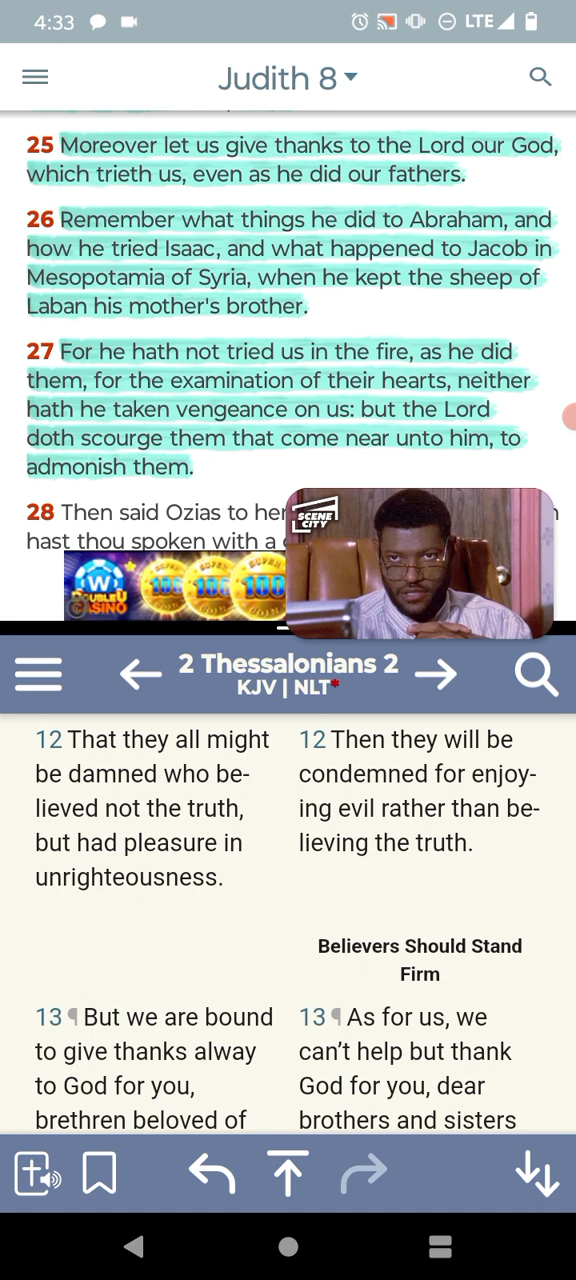 4:33
LTE
Judith 8
25 Moreover let us give thanks to the Lord our God,
which trieth us, even as he did our fathers.
26 Remember what things he did to Abraham, and
how he tried Isaac, and what happened to Jacob in
Mesopotamia of Syria, when he kept the sheep of
Laban his mother's brother.
27 For he hath not tried us in the fire, as he did
them, for the examination of their hearts, neither
hath he taken vengeance on us: but the Lord
doth scourge them that come near unto him, to
admonish them.
28 Then said Ozias to her
hast thou spoken with a
SCENE
CITY
W
DOUBLEU
CASINO
SUPER
100
100
100
2 Thessalonians 2
KJV | NLT*
12 That they all might
be damned who be-
lieved not the truth,
but had pleasure in
unrighteousness.
12 Then they will be
condemned for enjoy-
ing evil rather than be-
lieving the truth.
Believers Should Stand
Firm
13 ¶ But we are bound
to give thanks alway
to God for you,
brethren beloved of
13 ¶ As for us, we
can’t help but thank
God for you, dear
brothers and sisters